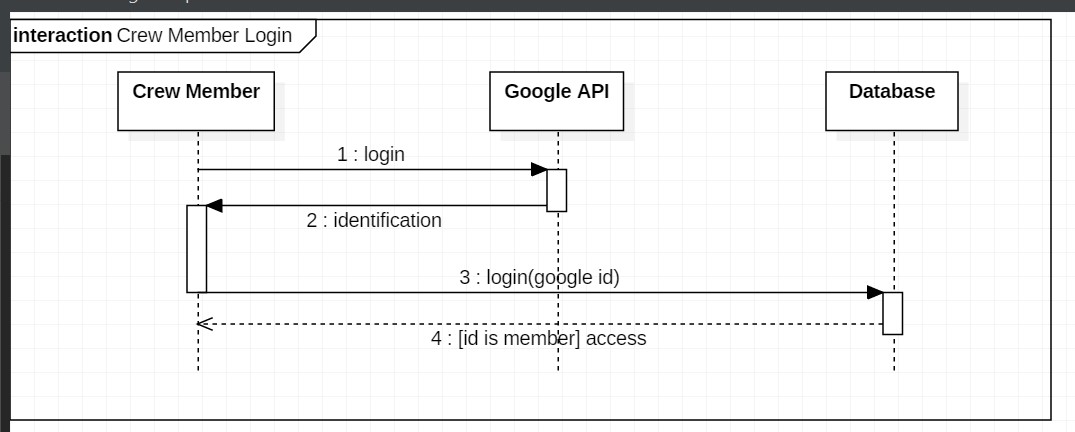 interaction Crew Member Login
Crew Member
Google API
Database
1 : login
2 : identification
3 : login(google id)
4 : [id is member] access